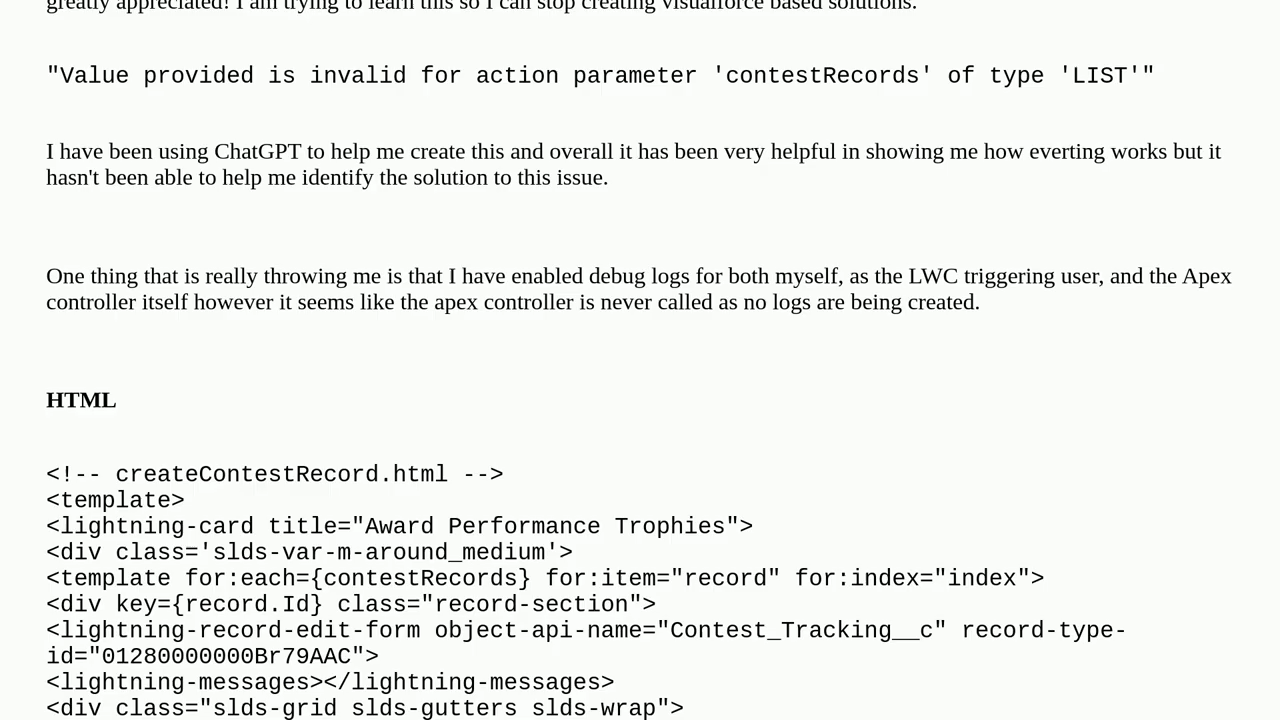 greatly appreciated! I am trying to learn this so I can stop creating visualforce based solutions.
"Value provided is invalid for action parameter 'contestRecords' of type 'LIST'"
I have been using ChatGPT to help me create this and overall it has been very helpful in showing me how everting works but it
hasn't been able to help me identify the solution to this issue.
One thing that is really throwing me is that I have enabled debug logs for both myself, as the LWC triggering user, and the Apex
controller itself however it seems like the apex controller is never called as no logs are being created.
HTML
<!-- createContestRecord.html -->
<template>
<lightning-card title="Award Performance Trophies">
<div class='slds-var-m-around_medium'>
<template for:each={contestRecords} for:item="record" for:index="index">
<div key={record.Id} class="record-section">
<lightning-record-edit-form object-api-name="Contest_Tracking__c" record-type-
id="01280000000Br79AAC">
<lightning-messages></lightning-messages>
<div class="slds-grid slds-gutters slds-wrap">